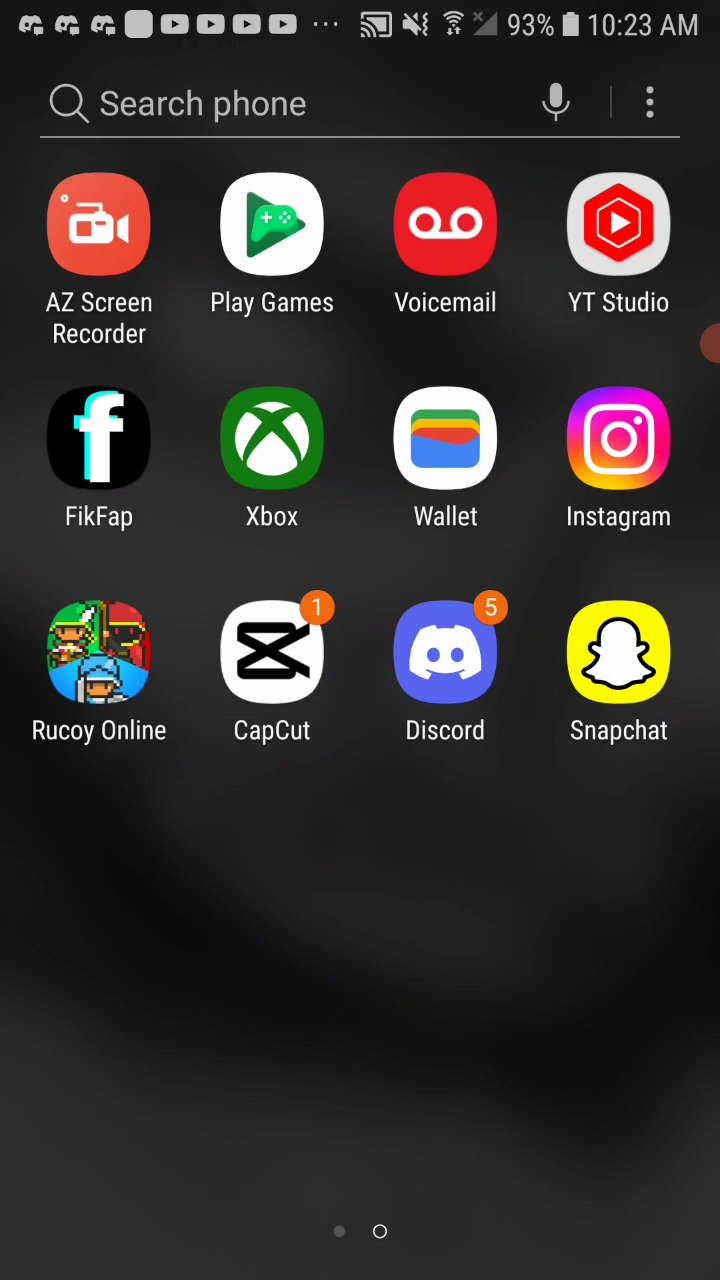 93% 10:23 AM
Search phone
AZ Screen
Recorder
Play Games
Voicemail
YT Studio
f
FikFap
Xbox
Wallet
Instagram
1
5
Rucoy Online
CapCut
Discord
Snapchat